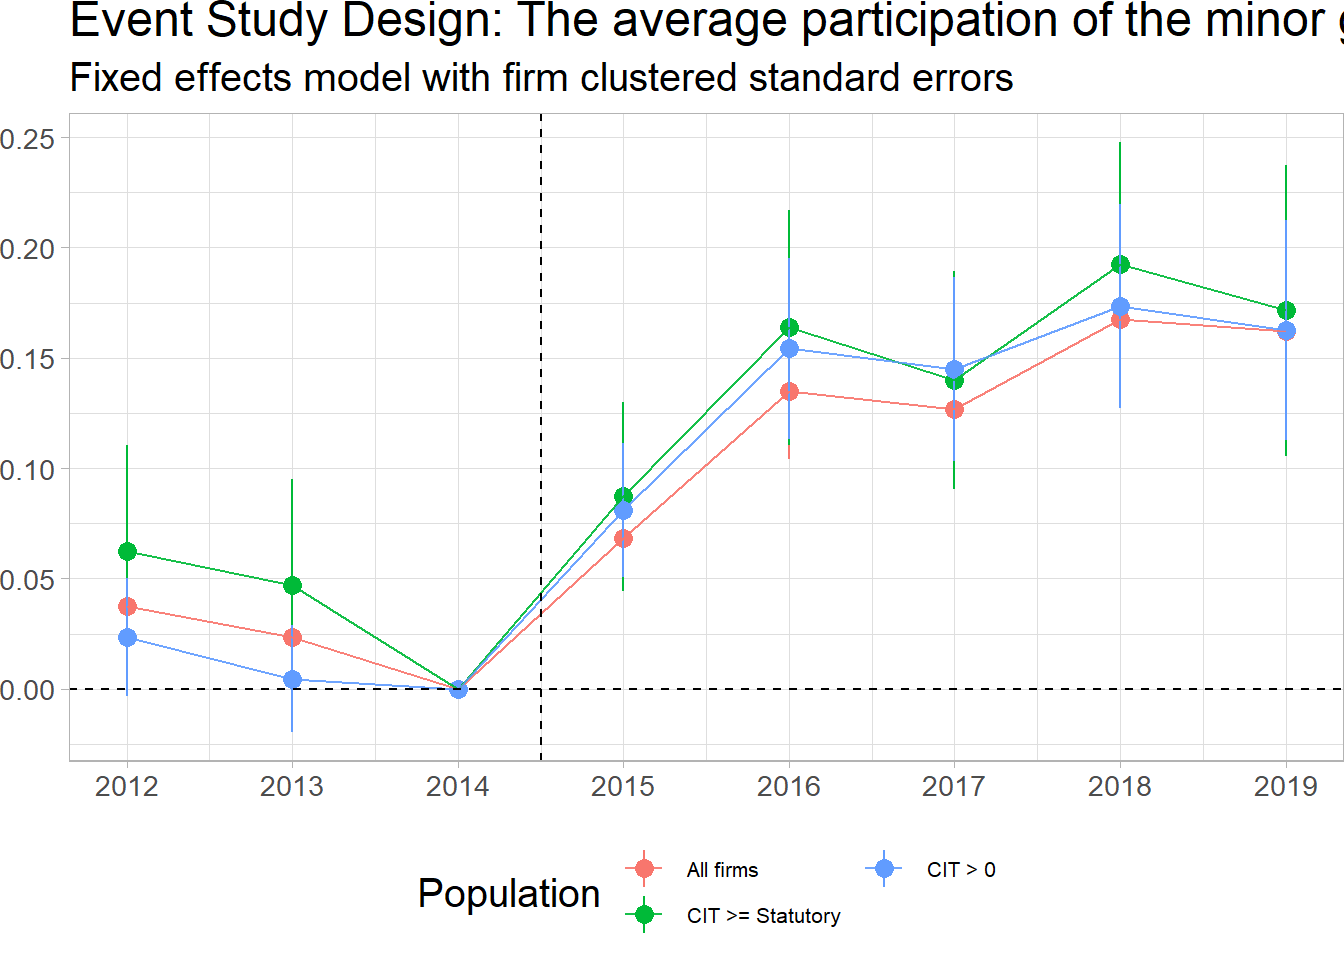 Event Study Design: The average participation of the minor
Fixed effects model with firm clustered standard errors
0.25
0.20
0.15
0.10
0.05
0.00
2012 2013 2014 2015 2016 2017 2018 2019
Population
All firms
CIT > 0
CIT >= Statutory